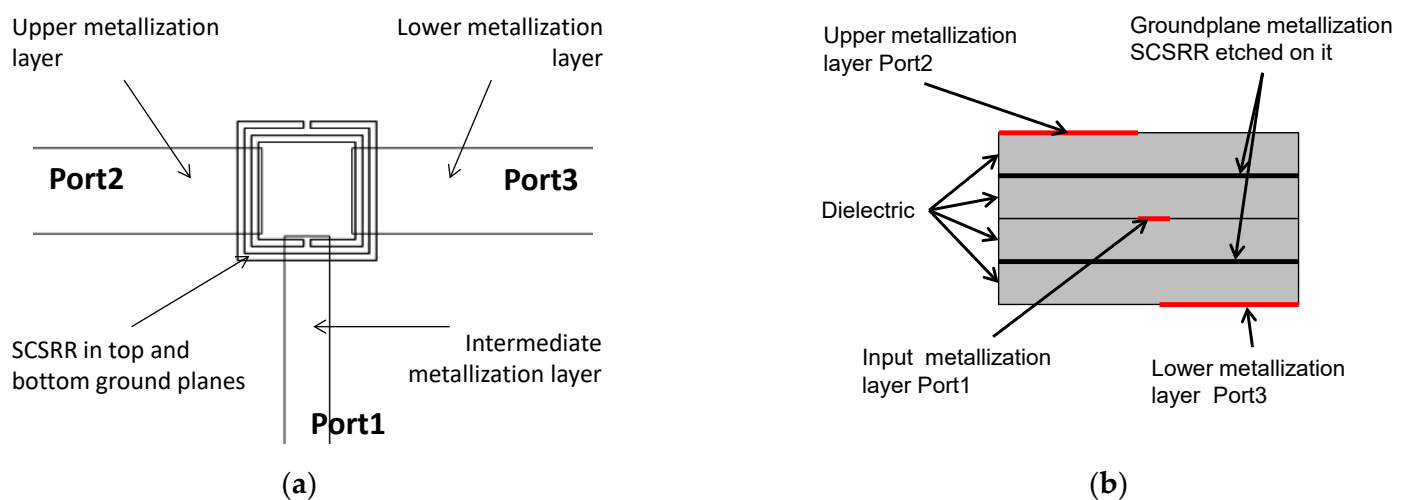 Upper metallization
layer
Lower metallization
layer
Port2
Port3
SCSRR in top and
bottom ground planes
Intermediate
metallization layer
Port1
(a)
Upper metallization
layer Port2
Groundplane metallization
SCSRR etched on it
Dielectric
Input metallization
layer Port1
Lower metallization
layer Port3
(b)